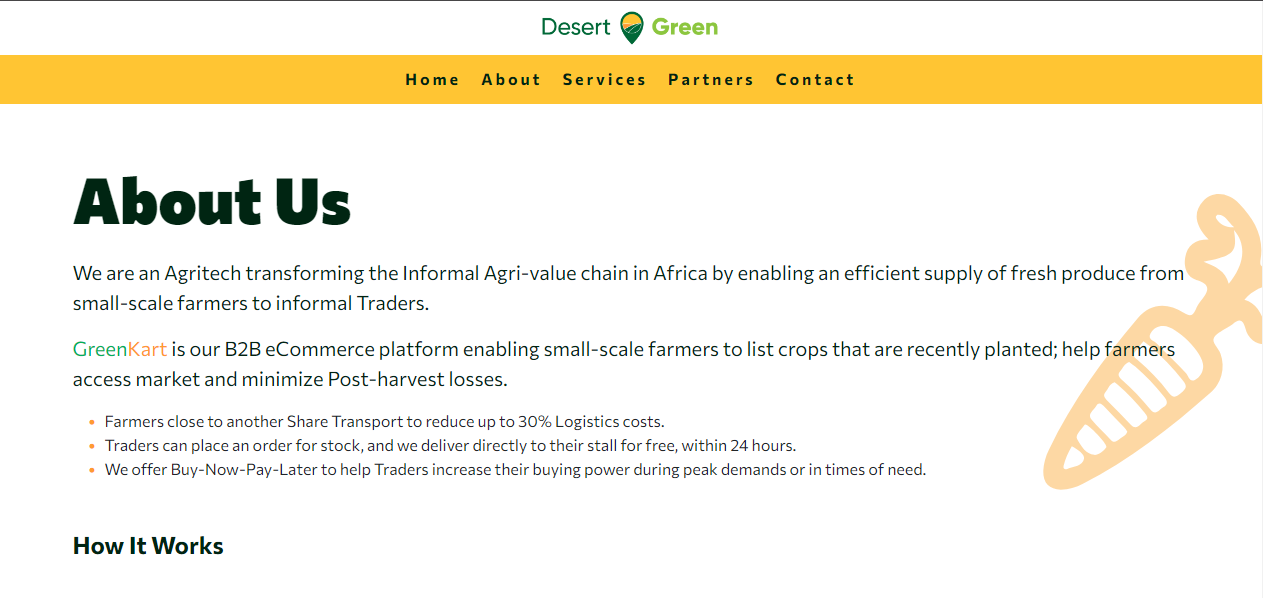 Desert Green
Home About Services Partners Contact
About Us
We are an Agritech transforming the Informal Agri-value chain in Africa by enabling an efficient supply of fresh produce from
small-scale farmers to informal Traders.
GreenKart is our B2B eCommerce platform enabling small-scale farmers to list crops that are recently planted; help farmers
access market and minimize Post-harvest losses.
• Farmers close to another Share Transport to reduce up to 30% Logistics costs.
• Traders can place an order for stock, and we deliver directly to their stall for free, within 24 hours.
• We offer Buy-Now-Pay-Later to help Traders increase their buying power during peak demands or in times of need.
How It Works